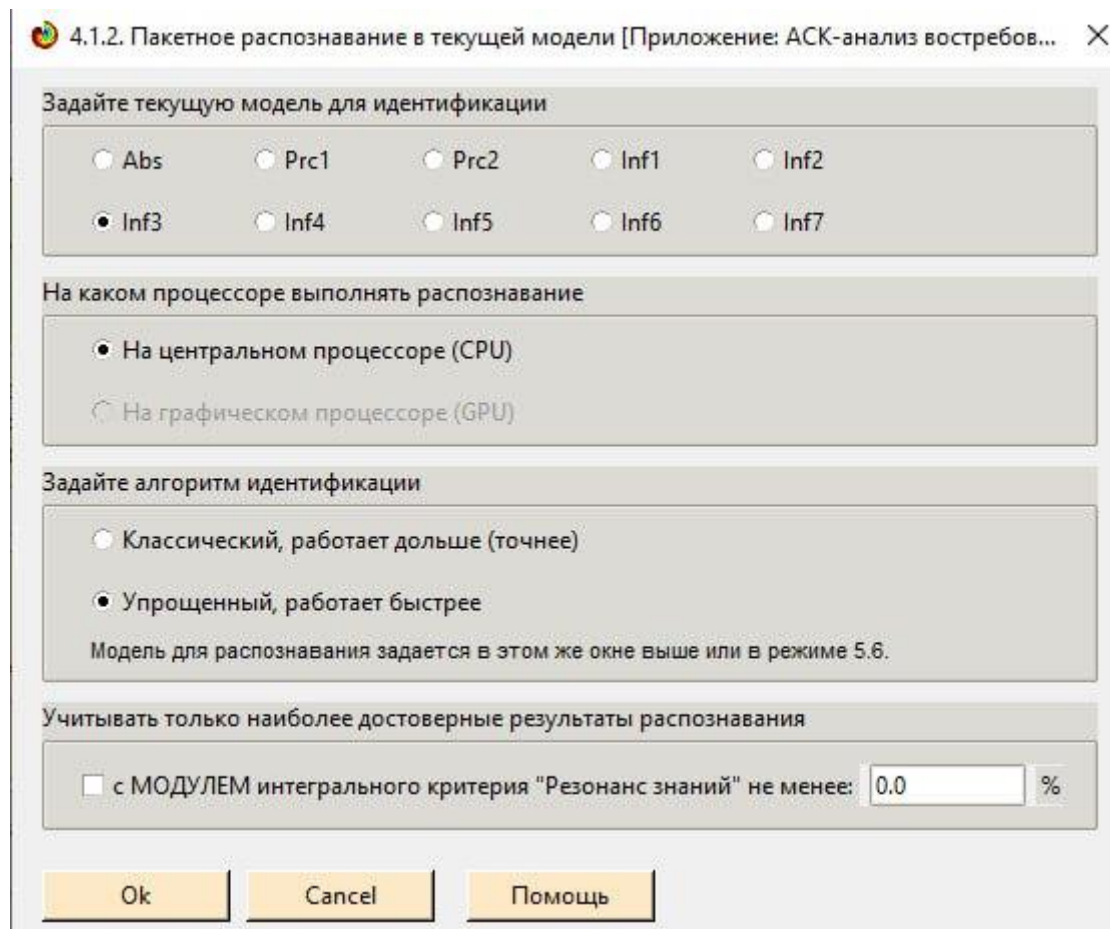 4.1.2. Пакетное распознавание в текущей модели [Приложение: АСК-анализ востребов...
Задайте текущую модель для идентификации
Abs Prc1 Prc2 Inf1 Inf2
Inf3 Inf4 Inf5 Inf6 Inf7
На каком процессоре выполнять распознавание
На центральном процессоре (CPU)
На графическом процессоре (GPU)
Задайте алгоритм идентификации
Классический, работает дольше (точнее)
Упрощенный, работает быстрее
Модель для распознавания задается в этом же окне выше или в режиме 5.6.
Учитывать только наиболее достоверные результаты распознавания
с МОДУЛЕМ интегрального критерия "Резонанс знаний" не менее: 0.0 %
Ok Cancel Помощь